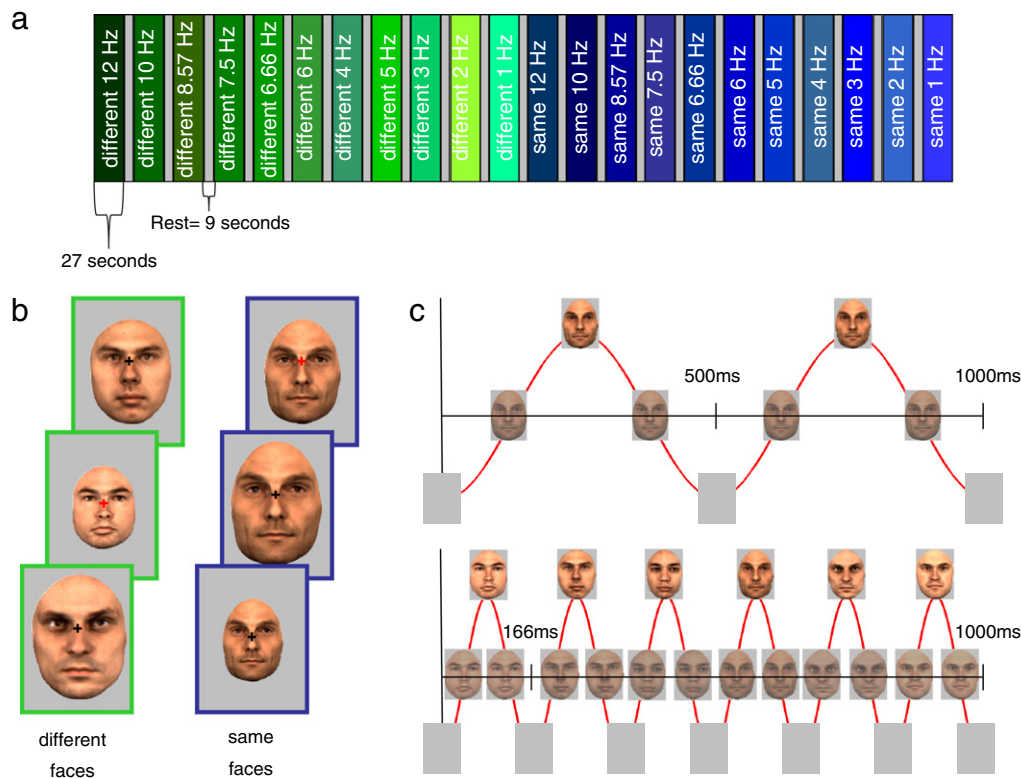 a
different 12 Hz
different 10 Hz
different 8.57 Hz
different 7.5 Hz
different 6.66 Hz
different 6 Hz
different 4 Hz
different 5 Hz
different 3 Hz
different 2 Hz
different 1 Hz
same 12 Hz
same 10 Hz
same 8.57 Hz
same 7.5 Hz
same 6.66 Hz
same 6 Hz
same 5 Hz
same 4 Hz
same 3 Hz
same 2 Hz
same 1 Hz
Rest= 9 seconds
27 seconds
b
different
faces
same
faces
c
500ms
1000ms
166ms
1000ms